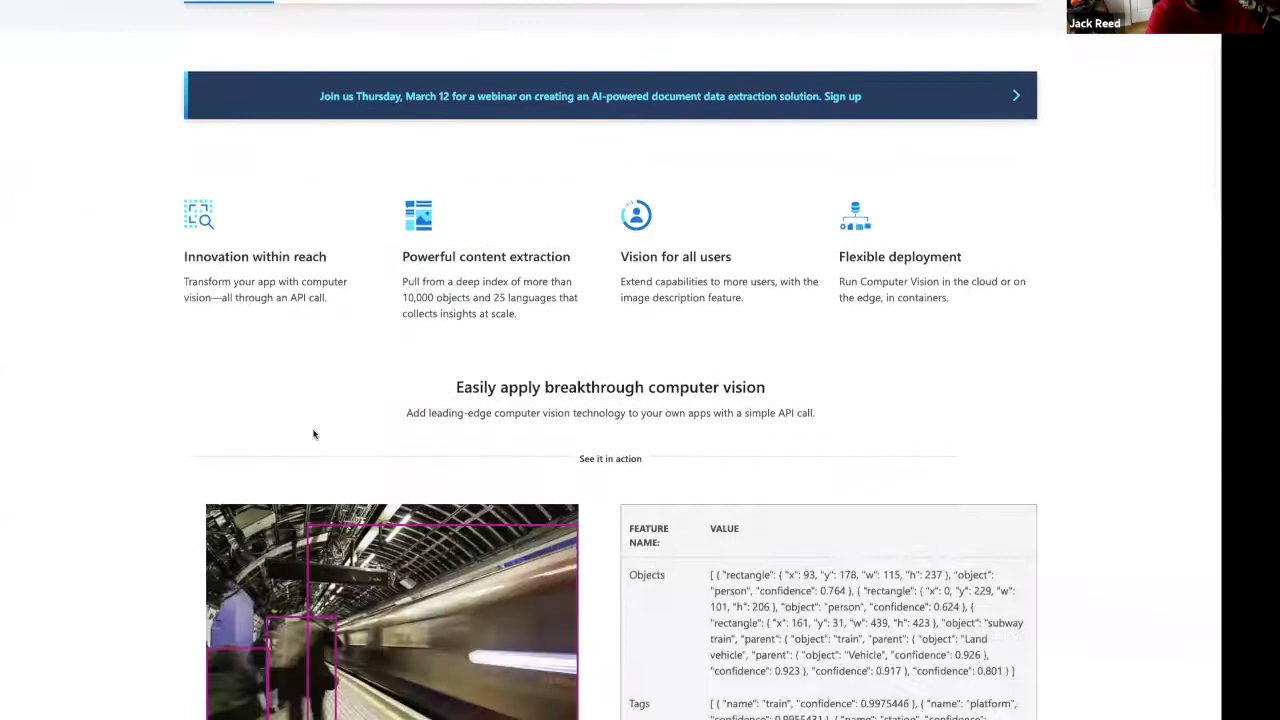 Jack Reed
Join us Thursday, March 12 for a webinar on creating an AI-powered document data extraction solution. Sign up
Innovation within reach
Transform your app with computer
vision—all through an API call.
Powerful content extraction
Pull from a deep index of more than
10,000 objects and 25 languages that
collects insights at scale.
Vision for all users
Extend capabilities to more users, with the
image description feature.
Flexible deployment
Run Computer Vision in the cloud or on
the edge, in containers.
Easily apply breakthrough computer vision
Add leading-edge computer vision technology to your own apps with a simple API call.
See it in action
FEATURE
NAME:
VALUE
Objects
[ { "rectangle": { "x": 93, "y": 178, "w": 115, "h": 237 }, "object":
"person", "confidence": 0.764 }, { "rectangle": { "x": 0, "y": 229, "w":
101, "h": 206 }, "object": "person", "confidence": 0.624 }, {
"rectangle": { "x": 161, "y": 31, "w": 439, "h": 423 }, "object": "subway
train", "parent": { "object": "train", "parent": { "object": "Land
vehicle", "parent": { "object": "Vehicle", "confidence": 0.926 },
"confidence": 0.923 }, "confidence": 0.917 }, "confidence": 0.801 } ]
Tags
[ { "name": "train", "confidence": 0.9975446 }, { "name": "platform",
"confidence": 0.9955431 }, { "name": "station", "confidence":